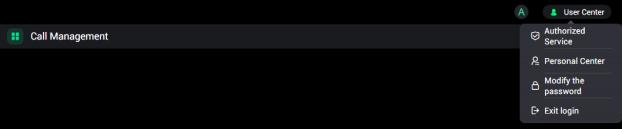 A
User Center
Call Management
Authorized
Service
Personal Center
Modify the
password
Exit login